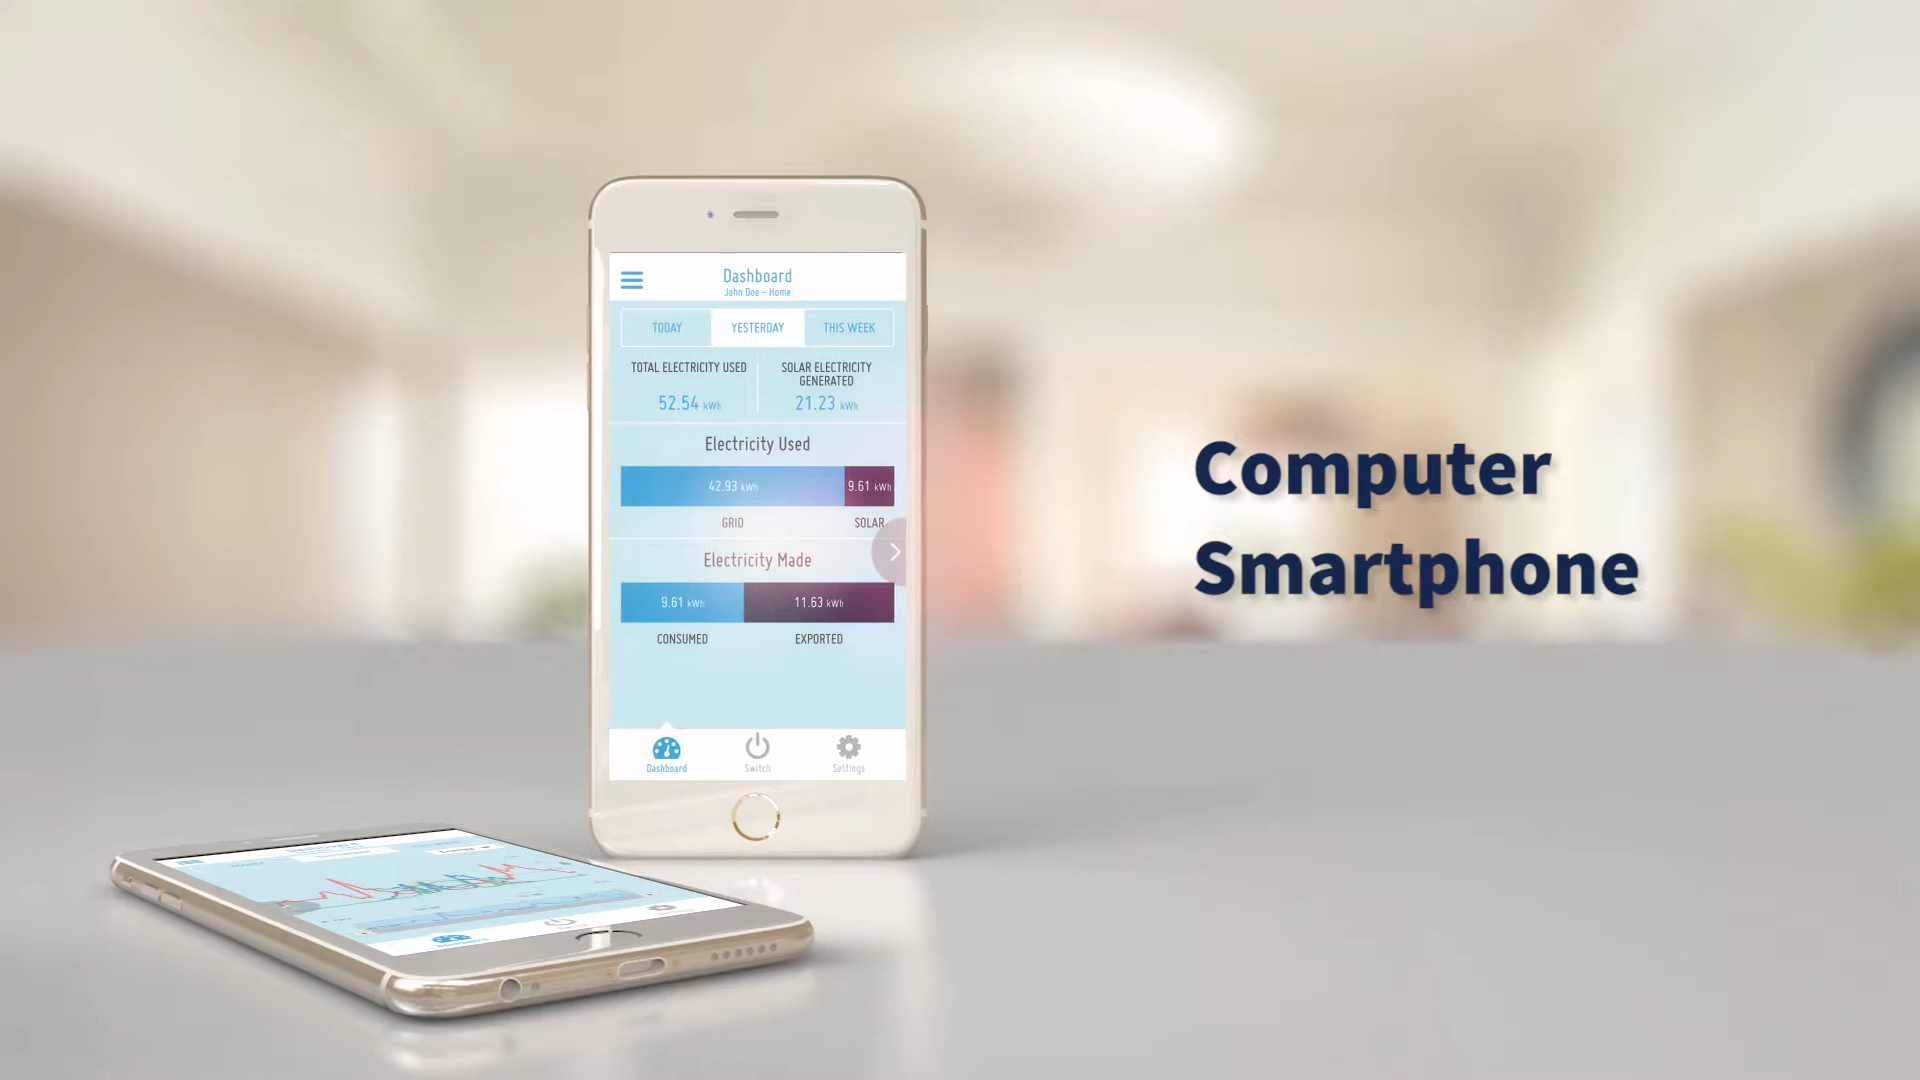 Dashboard
John Doe - Home
TODAY YESTERDAY THIS WEEK
TOTAL ELECTRICITY USED
52.54 kWh
SOLAR ELECTRICITY
GENERATED
21.23 kWh
Electricity Used
42.93 kWh 9.61 kWh
GRID SOLAR
Electricity Made
9.61 kWh 11.63 kWh
CONSUMED EXPORTED
Dashboard Switch Settings
Computer
Smartphone